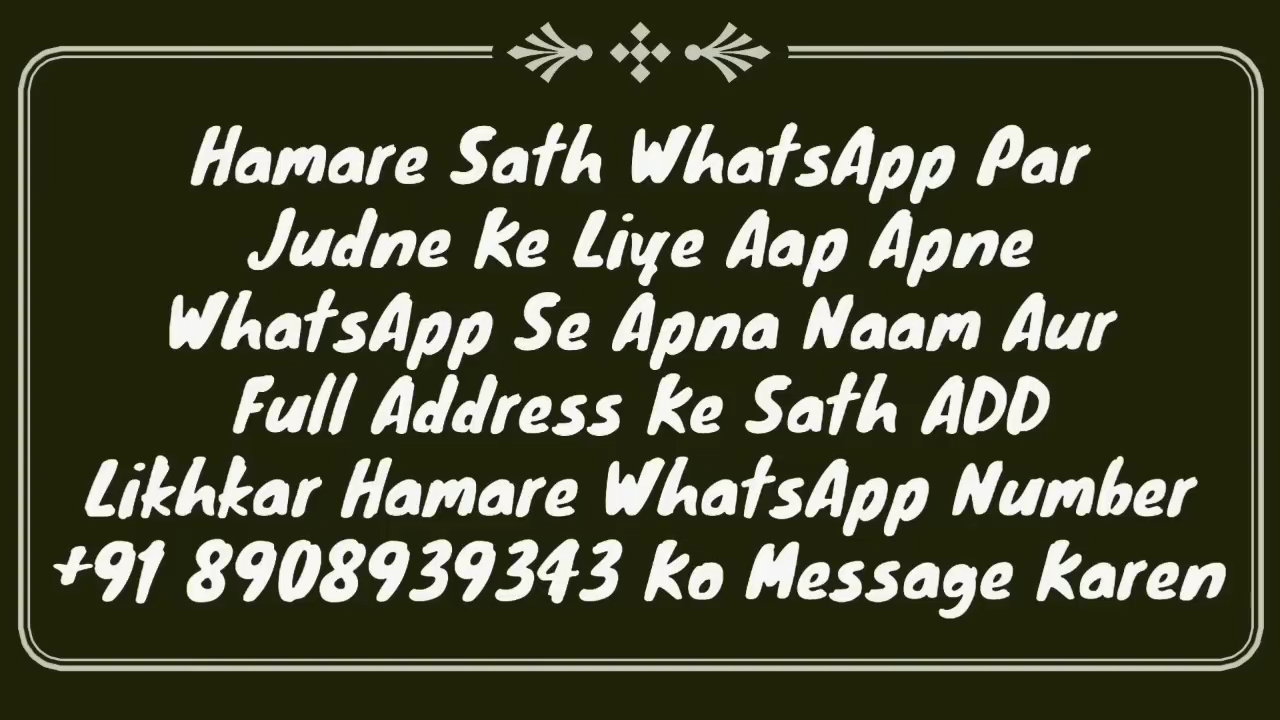 Hamare Sath WhatsApp Par
Judne Ke Liye Aap Apne
WhatsApp Se Apna Naam Aur
Full Address Ke Sath ADD
Likhkar Hamare WhatsApp Number
+91 8908939343 Ko Message Karen